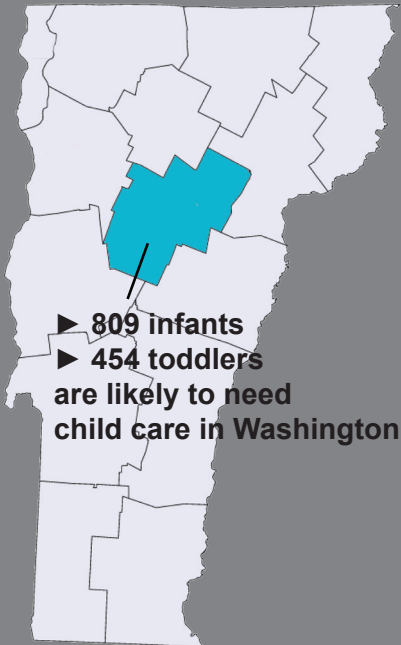 ► 809 infants
► 454 toddlers
are likely to need
child care in Washington